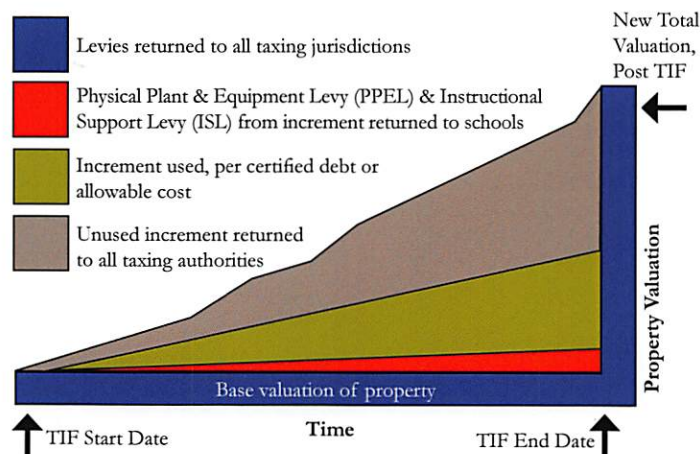 Levies returned to all taxing jurisdictions
Physical Plant & Equipment Levy (PPEL) & Instructional
Support Levy (ISL) from increment returned to schools
Increment used, per certified debt or
allowable cost
Unused increment returned
to all taxing authorities
New Total
Valuation,
Post TIF
Property Valuation
Base valuation of property
TIF Start Date
Time
TIF End Date